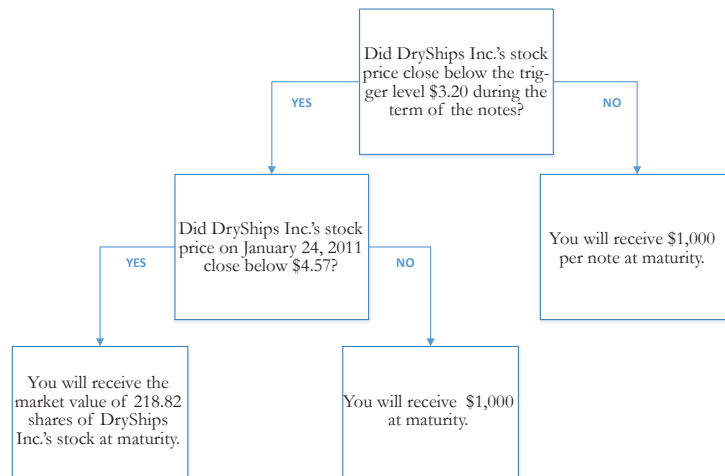 Did DryShips Inc.'s stock
price close below the trig-
ger level $3.20 during the
term of the notes?
YES
NO
Did DryShips Inc.'s stock
price on January 24, 2011
close below $4.57?
You will receive $1,000
per note at maturity.
YES
NO
You will receive the
market value of 218.82
shares of DryShips
Inc.'s stock at maturity.
You will receive $1,000
at maturity.